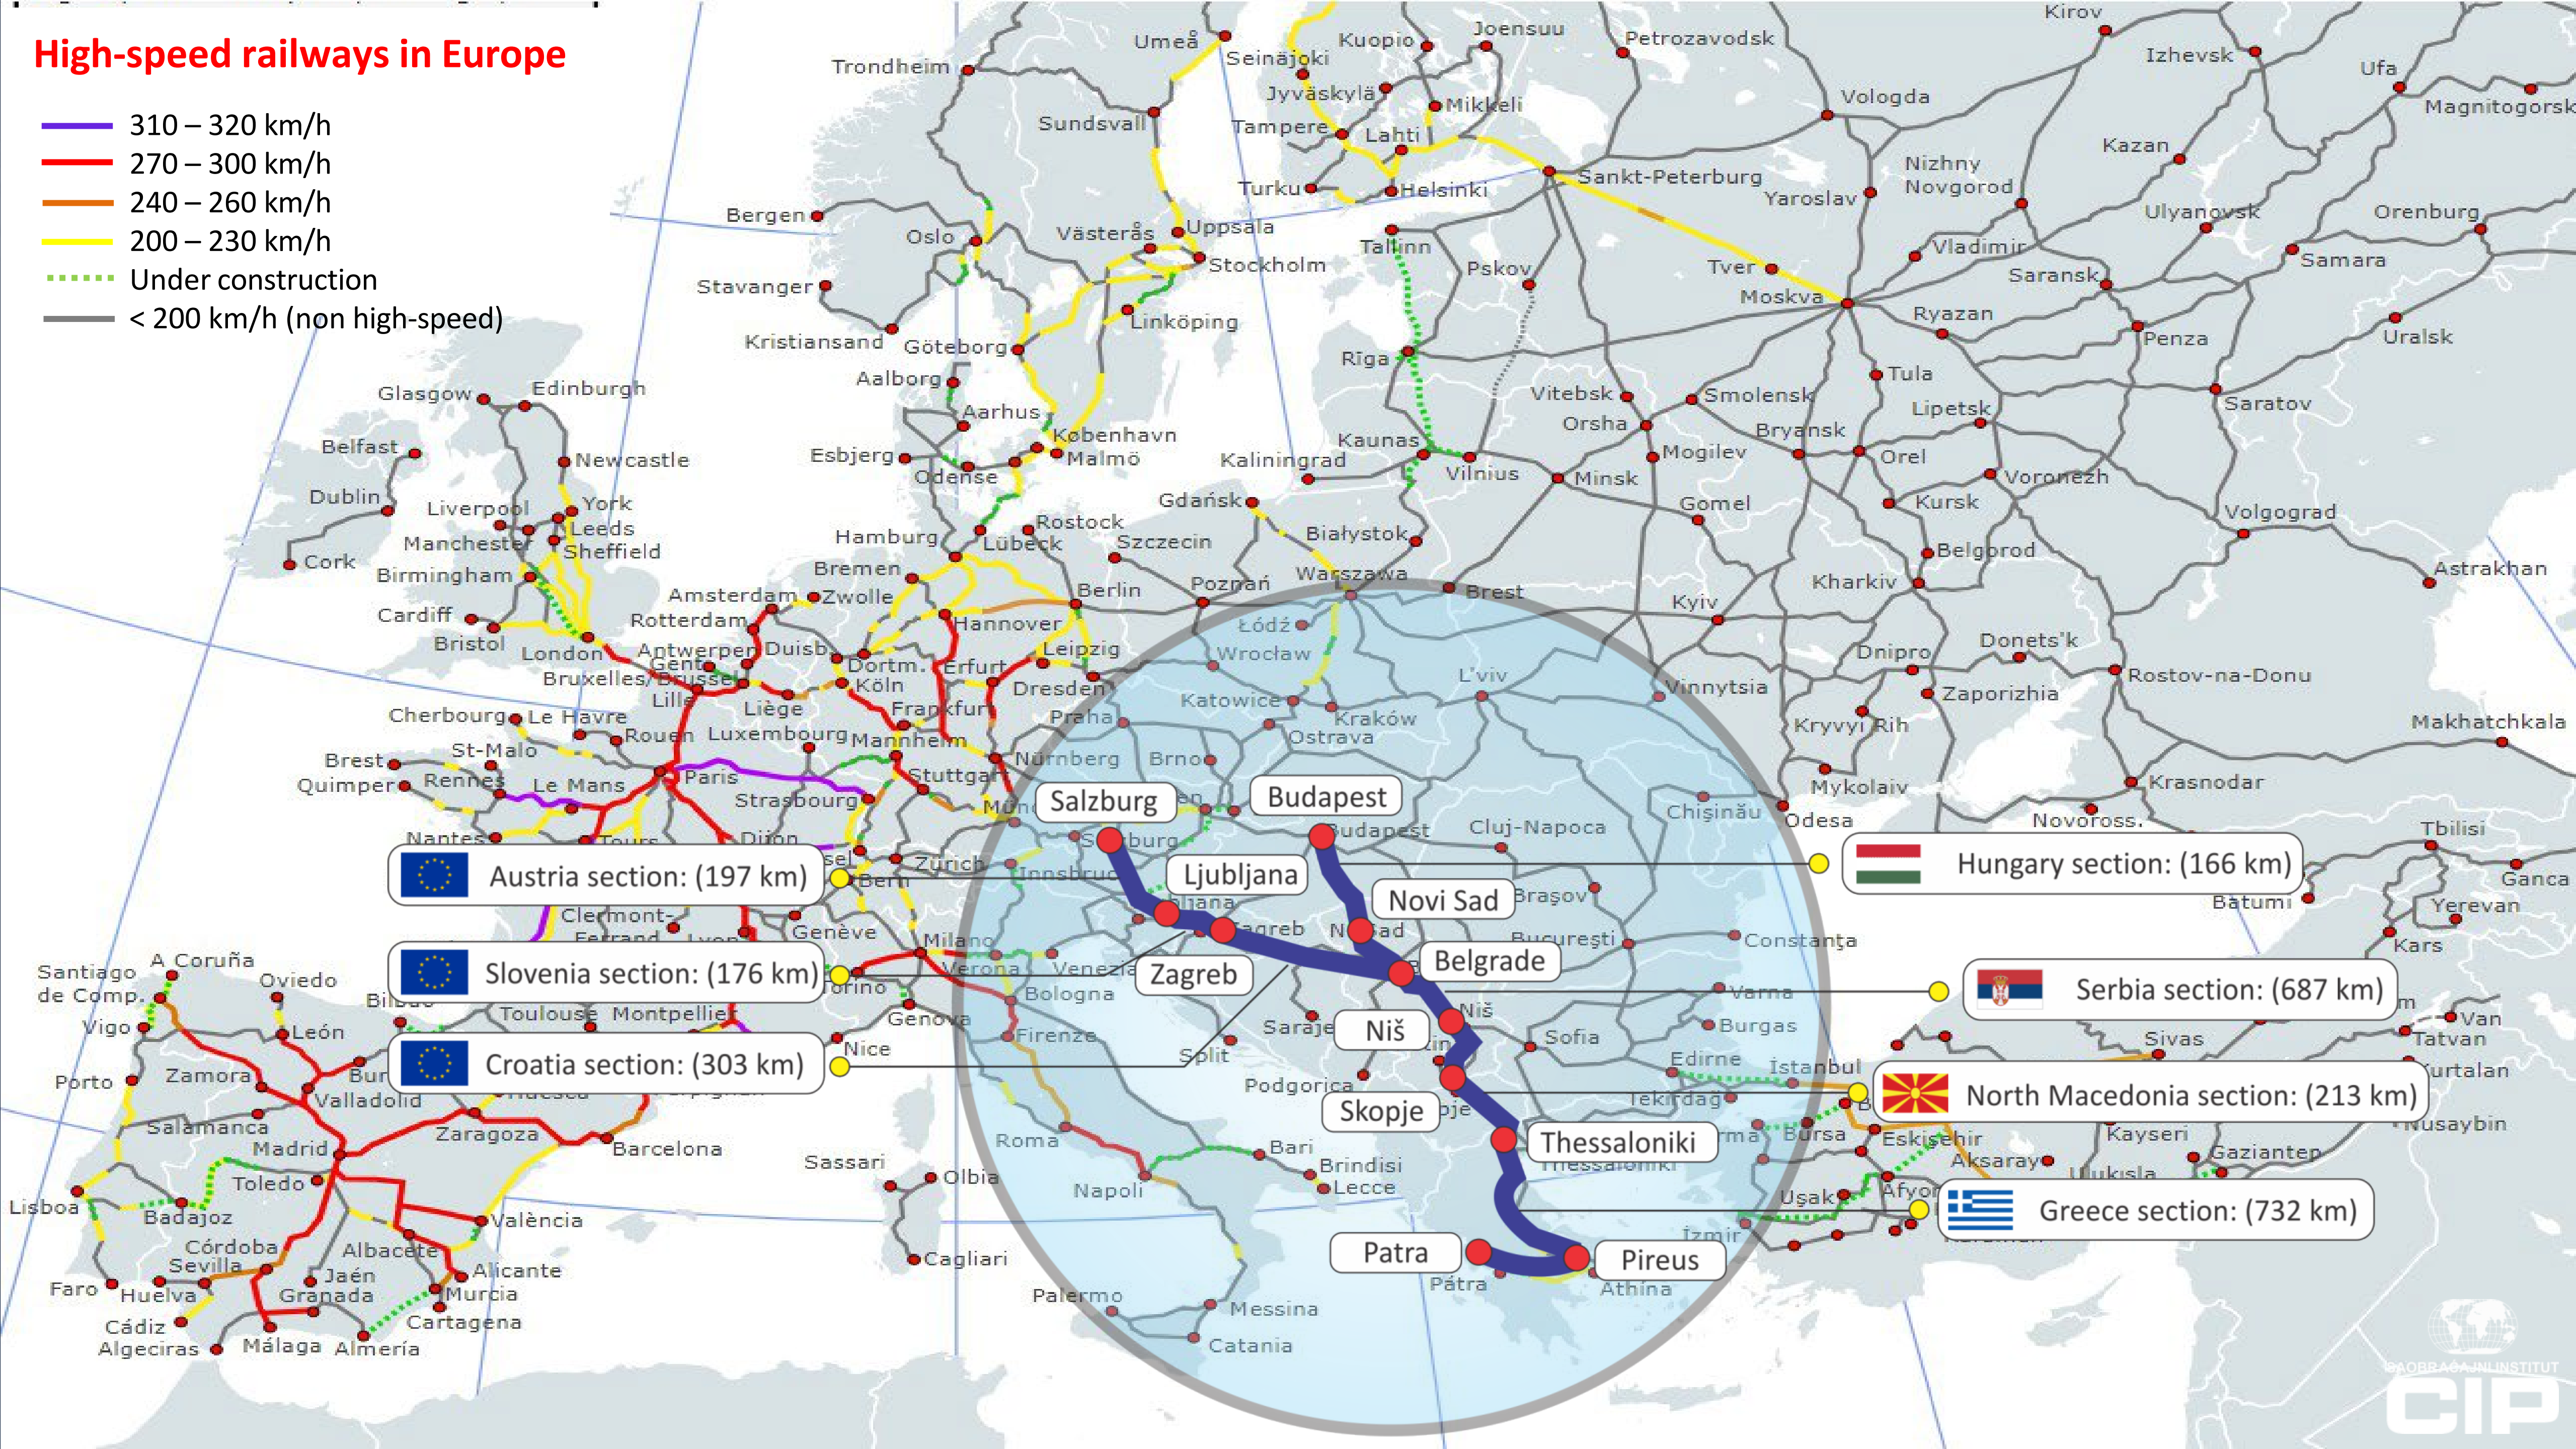 High-speed railways in Europe
310 – 320 km/h
270 – 300 km/h
240 – 260 km/h
200 – 230 km/h
Under construction
< 200 km/h (non high-speed)
Umeå
Seinäjoki
Kuopio
Joensuu
Petrozavodsk
Kirov
Izhevsk
Ufa
Magnitogorsk
Trondheim
Jyväskylä
Mikkeli
Vologda
Sundsvall
Tampere
Lahti
Kazan
Nizhny
Novgorod
Turku
Helsinki
Sankt-Peterburg
Yaroslav
Bergen
Oslo
Västerås
Uppsala
Stockholm
Tallinn
Pskov
Tver
Moskva
Vladimir
Ulyanovsk
Orenburg
Saransk
Samara
Stavanger
Linköping
Kristiansand
Göteborg
Rīga
Ryazan
Penza
Uralsk
Aalborg
Aarhus
Vitebsk
Smolensk
Tula
Lipetsk
Saratov
Glasgow
Edinburgh
Orsha
Bryansk
Belfast
Newcastle
Esbjerg
København
Malmö
Odense
Kaunas
Kaliningrad
Vilnius
Minsk
Mogilev
Orel
Voronezh
Dublin
Liverpool
York
Leeds
Manchester
Sheffield
Gdańsk
Gomel
Kursk
Volgograd
Cork
Birmingham
Hamburg
Lübeck
Rostock
Szczecin
Białystok
Belgorod
Bremen
Poznań
Warszawa
Brest
Kharkiv
Astrakhan
Cardiff
Bristol
London
Amsterdam
Zwolle
Rotterdam
Berlin
Hannover
Łódź
Kyiv
Antwerpen
Duisb.
Gent
Dortm.
Erfurt
Leipzig
Wrocław
Dnipro
Donets'k
Bruxelles/Brussel
Lille
Liège
Köln
Dresden
L'viv
Vinnytsia
Zaporizhia
Rostov-na-Donu
Cherbourg
Le Havre
Rouen
Luxembourg
Frankfurt
Mannheim
Praha
Katowice
Kraków
Ostrava
Kryvyi Rih
Makhatchkala
Brest
St-Malo
Quimper
Rennes
Le Mans
Paris
Strasbourg
Stuttgart
Nürnberg
Brno
Mykolaiv
Krasnodar
Salzburg
Budapest
Chişinău
Odesa
Novoross.
Nantes
Tours
Dijon
Budapest
Cluj-Napoca
Tbilisi
Austria section: (197 km)
Bern
Zürich
Ljubljana
Hungary section: (166 km)
Ganca
Batumi
Yerevan
Clermont-
Genève
Novi Sad
Braşov
Kars
Santiago
de Comp.
A Coruña
Oviedo
Milano
Verona
Venezia
Zagreb
Belgrade
Bucureşti
Constanţa
Slovenia section: (176 km)
Serbia section: (687 km)
Vigo
León
Toulouse
Montpellier
Genova
Bologna
Niš
Niš
Varna
Burgas
Sofia
Van
Tatvan
Sivas
Croatia section: (303 km)
Nice
Firenze
Split
Podgorica
Edirne
İstanbul
Porto
Zamora
Valladolid
Tekirdağ
Skopje
North Macedonia section: (213 km)
Salamanca
Zaragoza
Barcelona
Madrid
Toledo
Roma
Thessaloniki
Bursa
Eskişehir
Kayseri
Nusaybin
Aksaray
Ulukışla
Gaziantep
Sassari
Olbia
Bari
Brindisi
Lecce
Napoli
Lisboa
Badajoz
València
Uşak
Greece section: (732 km)
Córdoba
Sevilla
Albacete
Alicante
Patra
Pireus
İzmir
Cagliari
Faro
Huelva
Jaén
Granada
Murcia
Cartagena
Palermo
Messina
Catania
Pátra
Athína
Cádiz
Algeciras
Málaga
Almería
SAOBRAĆAJNI INSTITUT
CIP